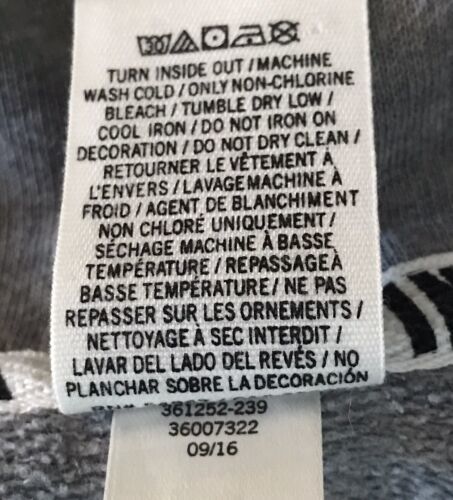 30
TURN INSIDE OUT / MACHINE
WASH COLD / ONLY NON-CHLORINE
BLEACH / TUMBLE DRY LOW /
COOL IRON / DO NOT IRON ON
DECORATION / DO NOT DRY CLEAN /
RETOURNER LE VÊTEMENT À
L'ENVERS / LAVAGE MACHINE À
FROID / AGENT DE BLANCHIMENT
NON CHLORÉ UNIQUEMENT /
SÉCHAGE MACHINE À BASSE
TEMPÉRATURE / REPASSAGE À
BASSE TEMPÉRATURE / NE PAS
REPASSER SUR LES ORNEMENTS /
NETTOYAGE À SEC INTERDIT /
LAVAR DEL LADO DEL REVÉS / NO
PLANCHAR SOBRE LA DECORACIÓN
361252-239
36007322
09/16